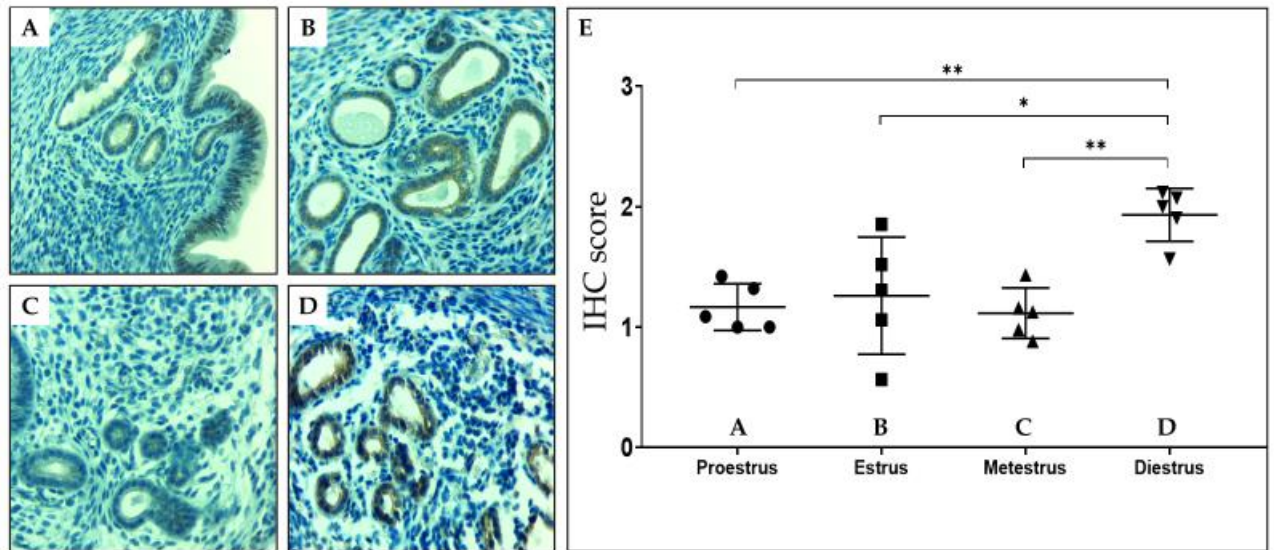 A
B
C
D
E
**
*
**
IHC score
3
2
1
0
A B C D
Proestrus Estrus Metestrus Diestrus